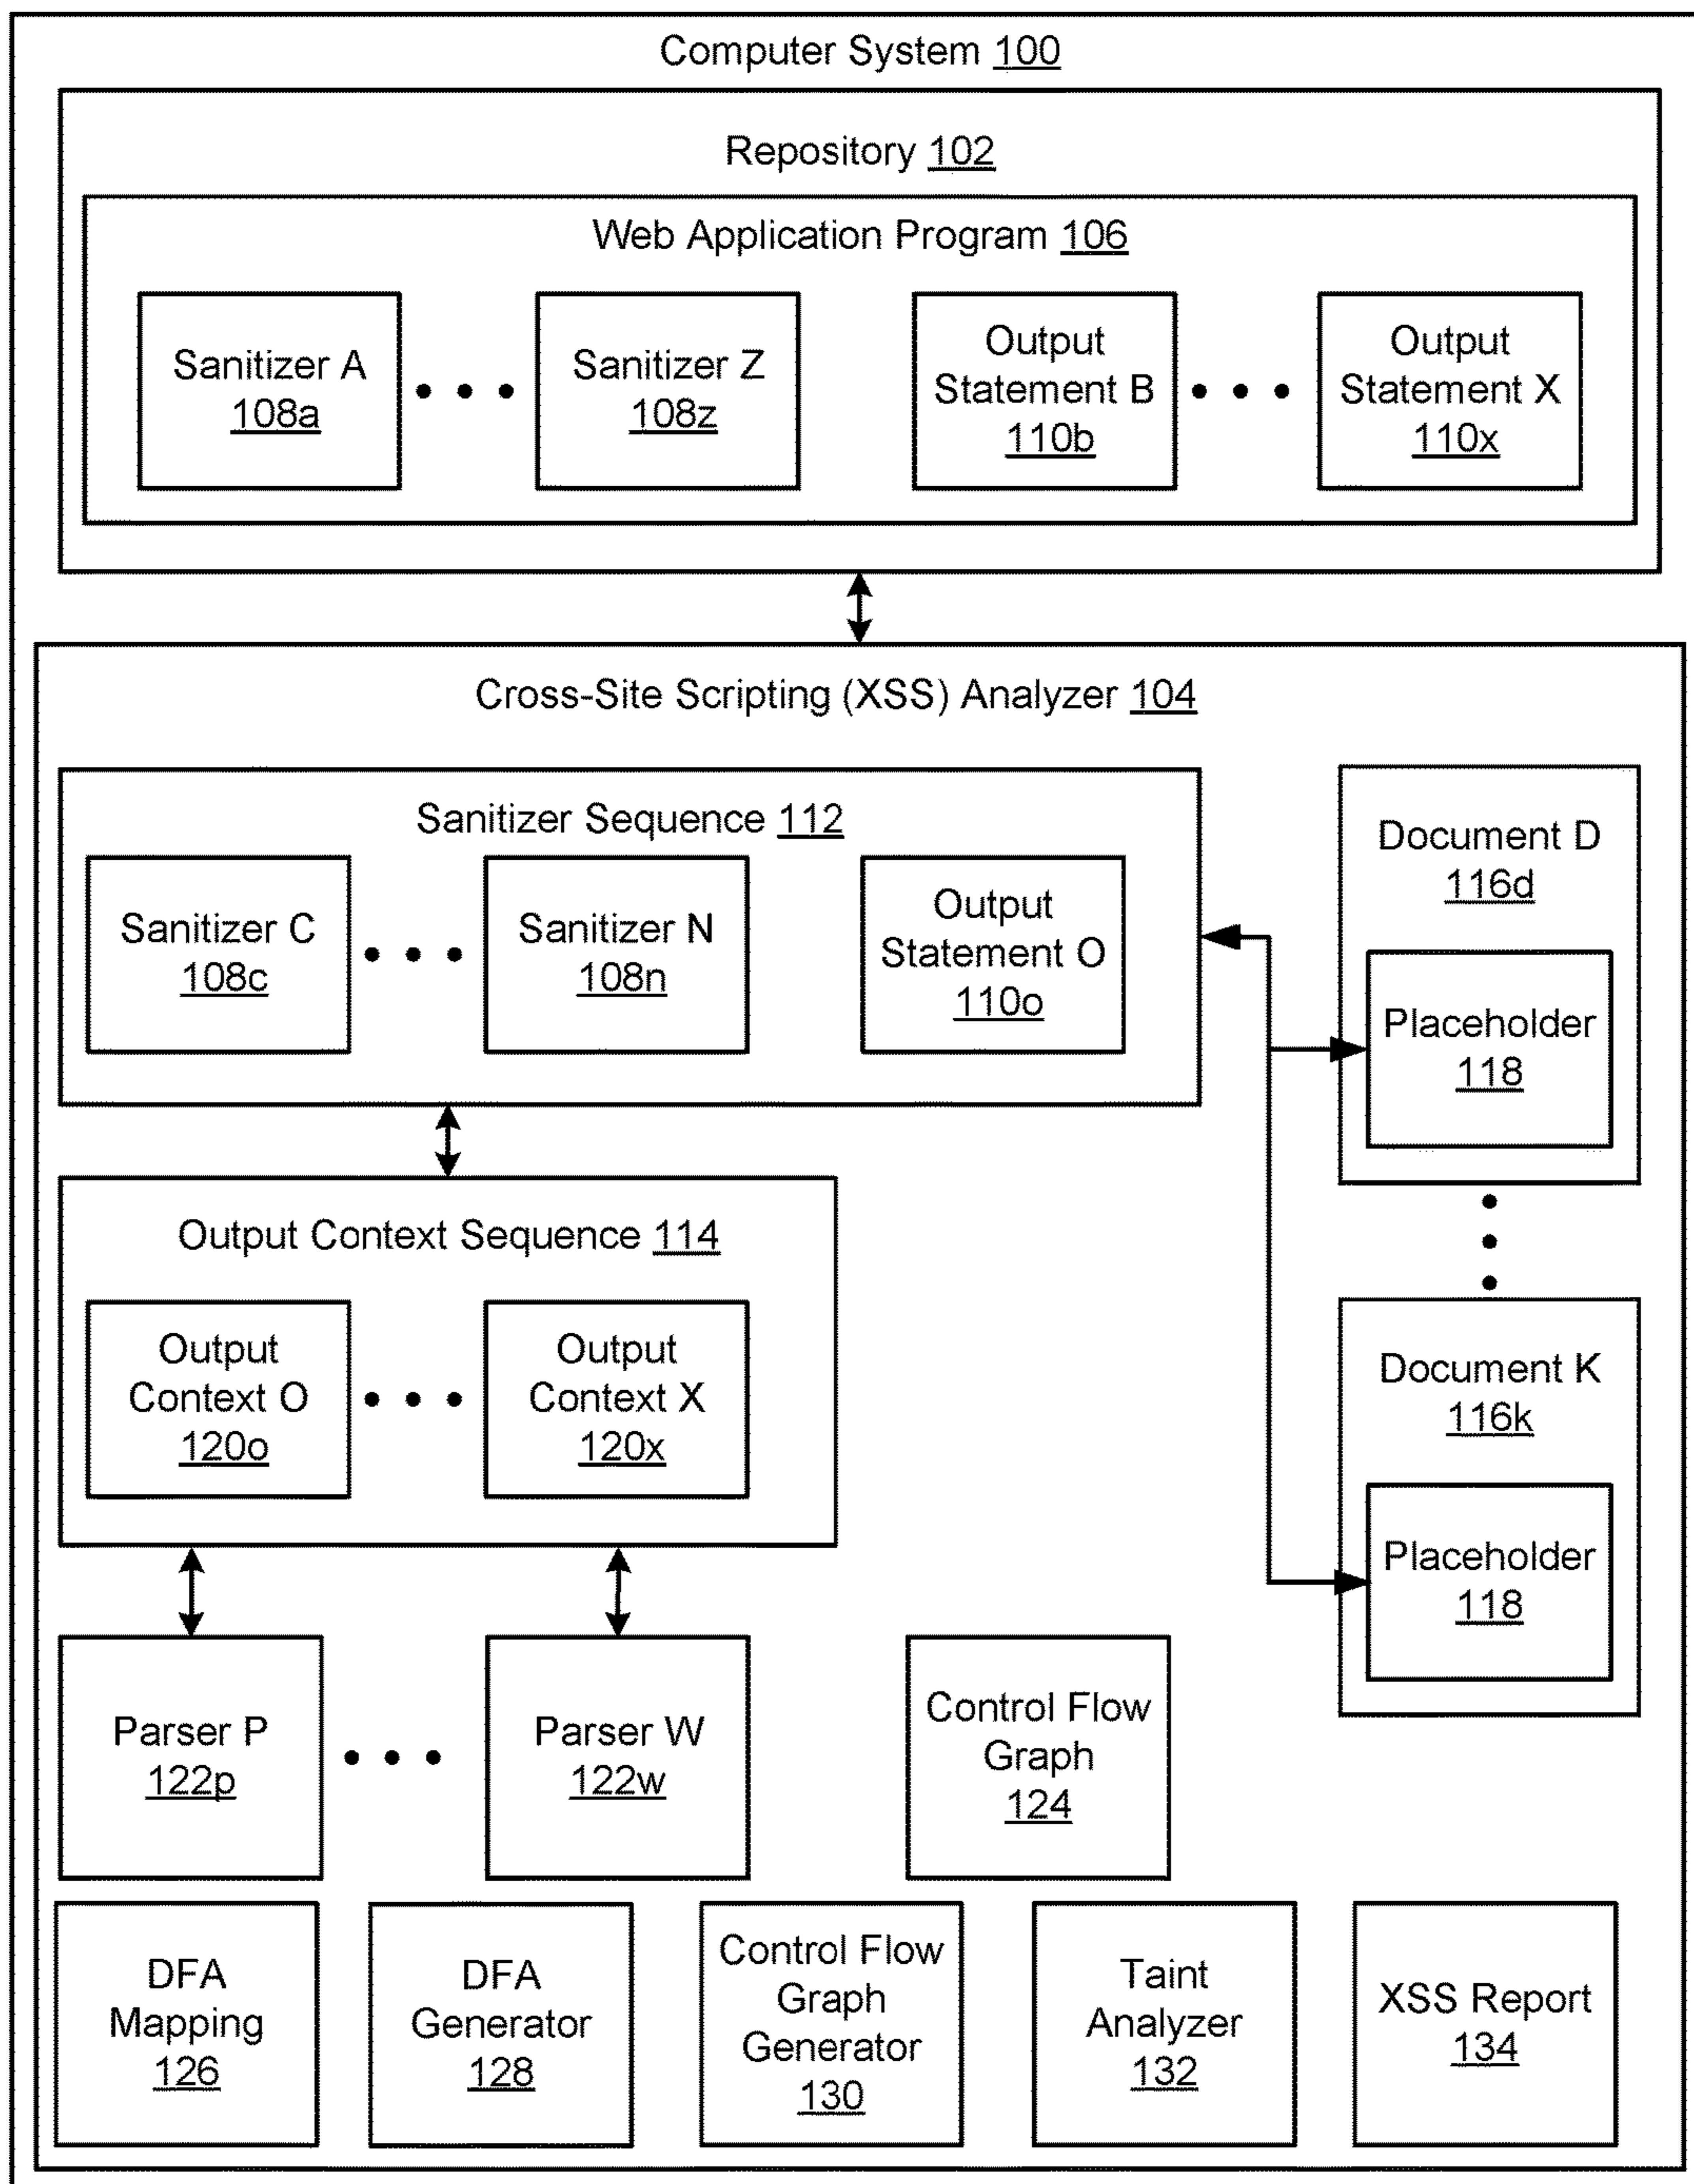 Computer System 100
Repository 102
Web Application Program 106
Sanitizer A
108a
Sanitizer Z
108z
Output
Statement B
110b
Output
Statement X
110x
Cross-Site Scripting (XSS) Analyzer 104
Sanitizer Sequence 112
Sanitizer C
108c
Sanitizer N
108n
Output
Statement O
110o
Document D
116d
Placeholder
118
Output Context Sequence 114
Output
Context O
120o
Output
Context X
120x
Document K
116k
Placeholder
118
Parser P
122p
Parser W
122w
Control Flow
Graph
124
DFA
Mapping
126
DFA
Generator
128
Control Flow
Graph
Generator
130
Taint
Analyzer
132
XSS Report
134